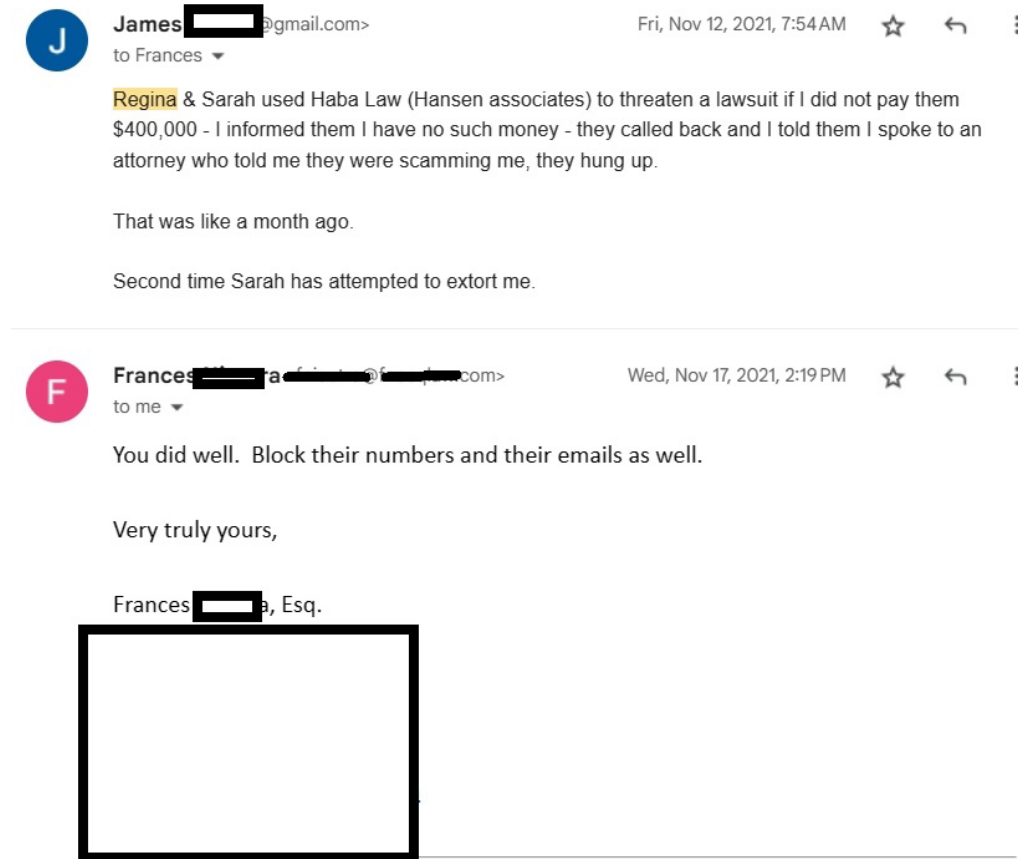 J
James @gmail.com>
Fri, Nov 12, 2021, 7:54 AM
to Frances
Regina & Sarah used Haba Law (Hansen associates) to threaten a lawsuit if I did not pay them
$400,000 - I informed them I have no such money - they called back and I told them I spoke to an
attorney who told me they were scamming me, they hung up.
That was like a month ago.
Second time Sarah has attempted to extort me.
F
Frances com>
Wed, Nov 17, 2021, 2:19 PM
to me
You did well. Block their numbers and their emails as well.
Very truly yours,
Frances a, Esq.